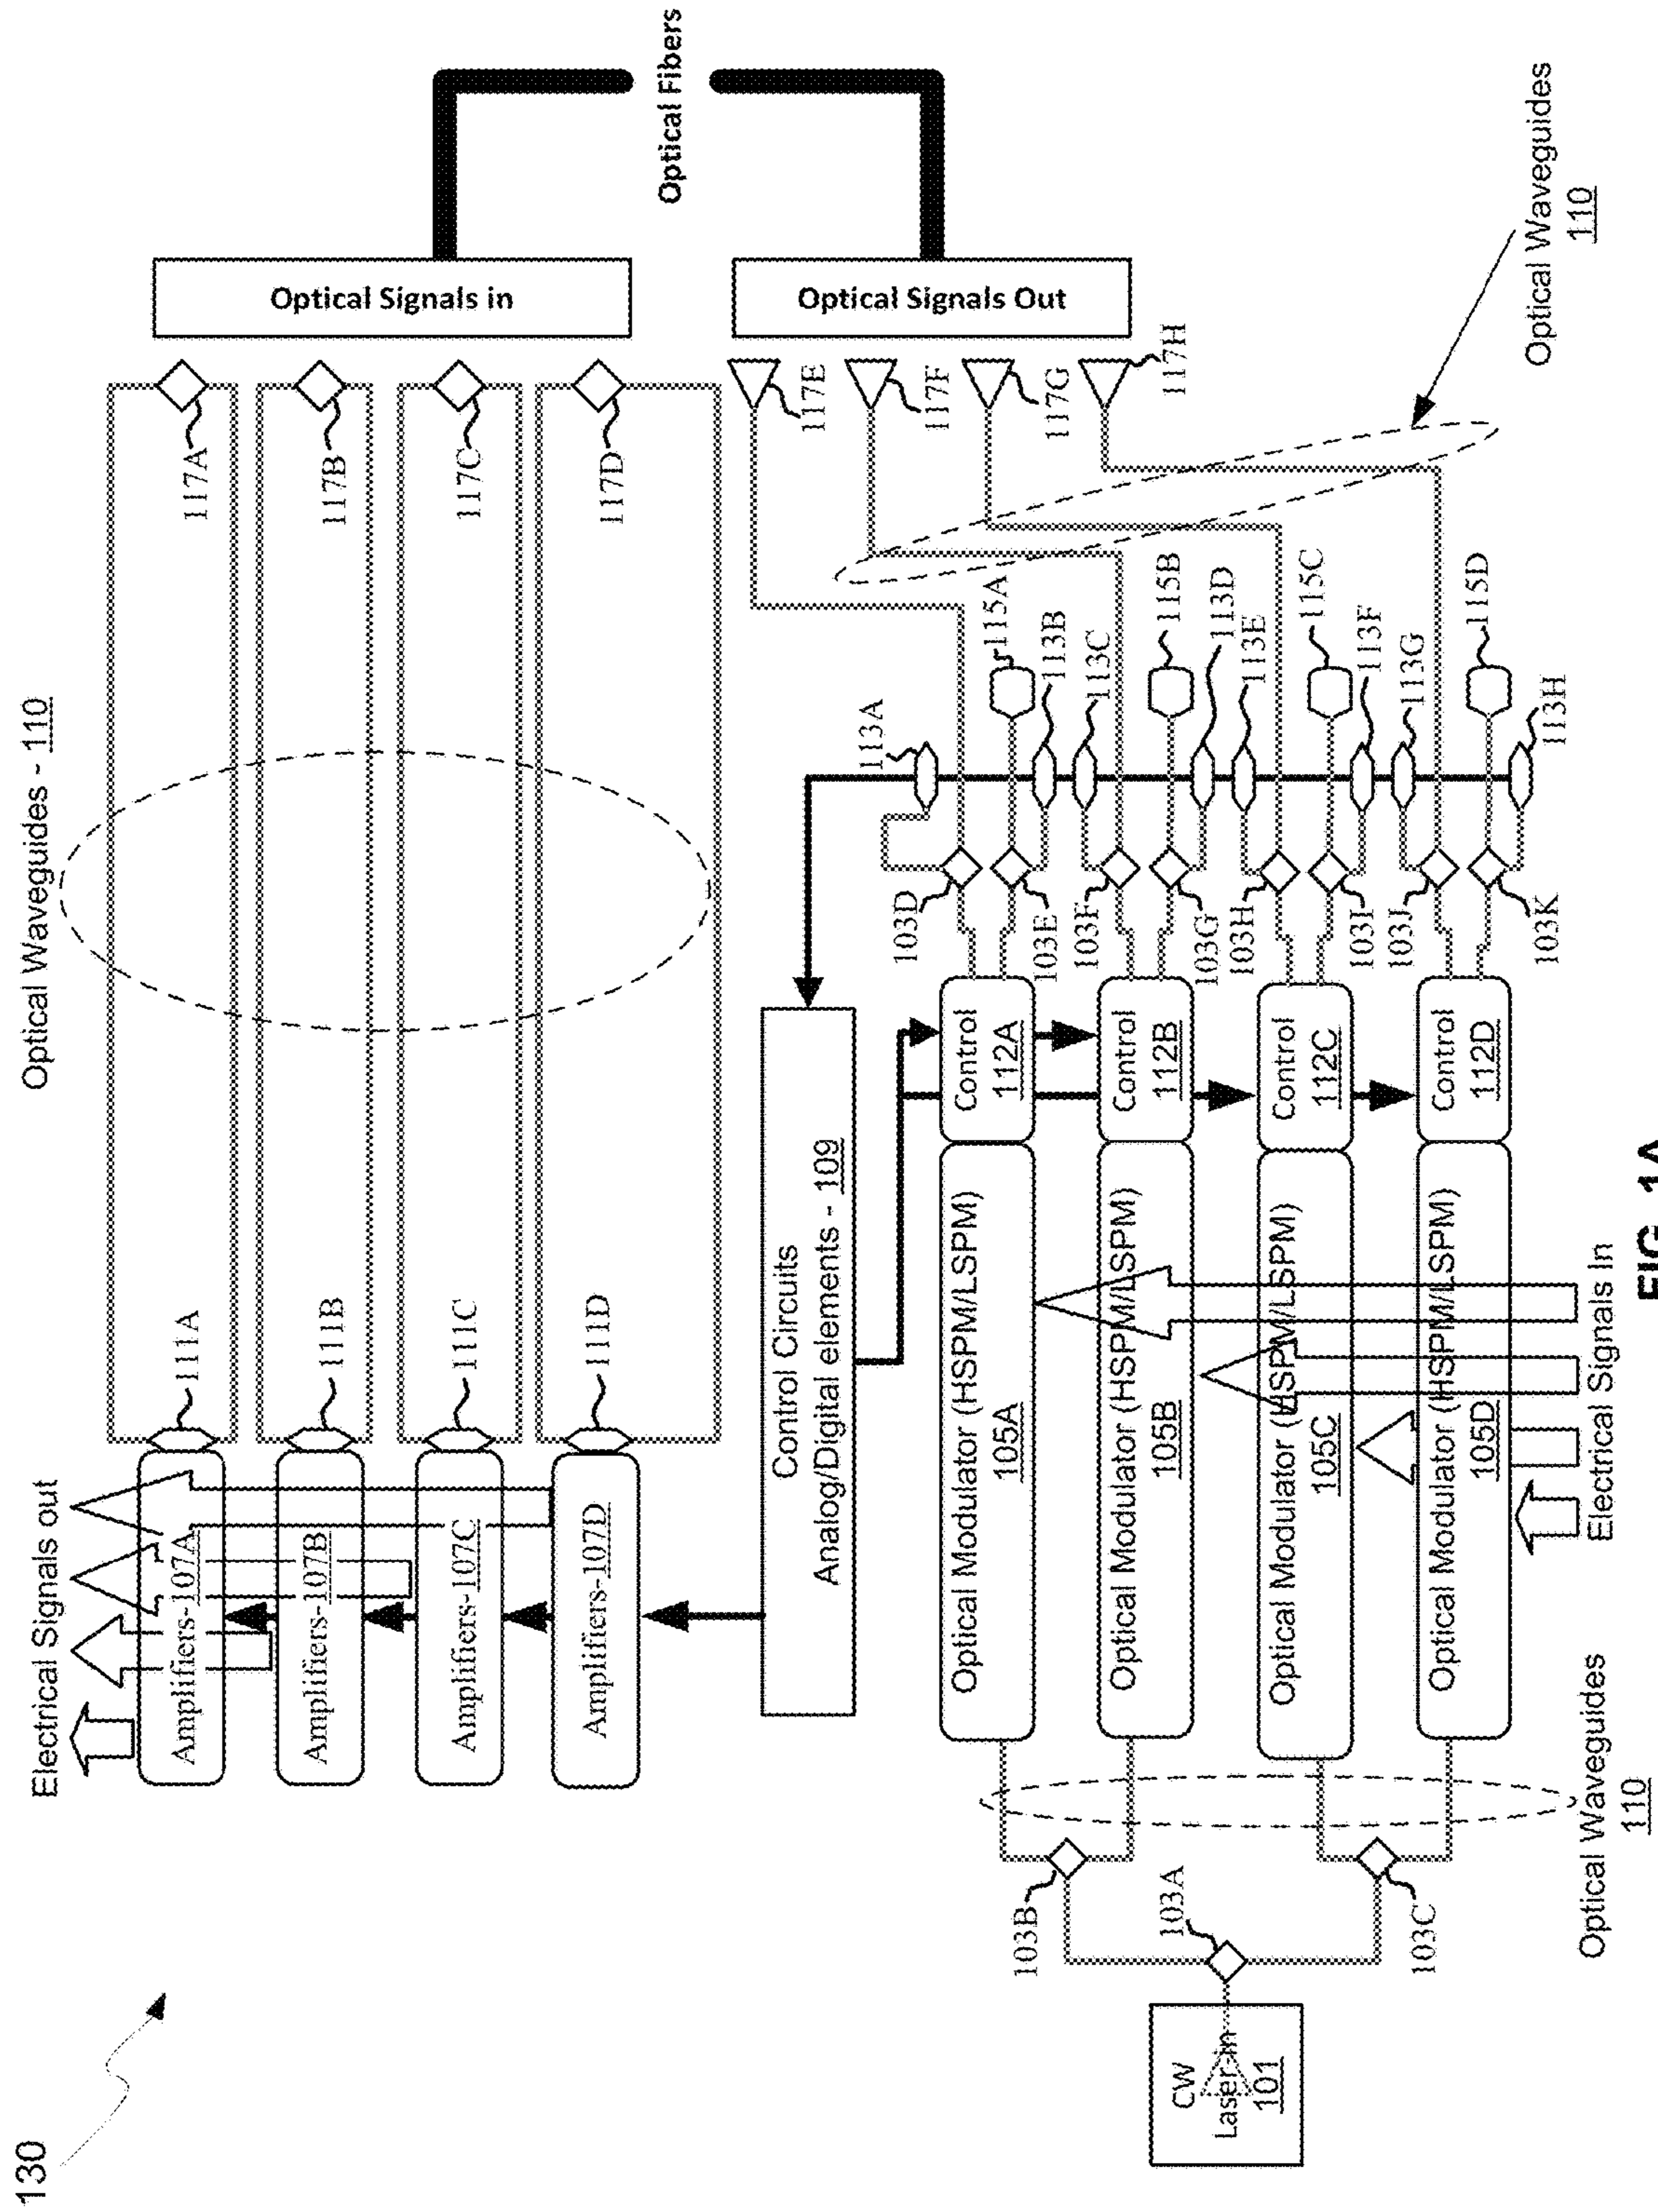 130
Electrical Signals out
Optical Waveguides - 110
Amplifiers-107A
Amplifiers-107B
Amplifiers-107C
Amplifiers-107D
111A
111B
111C
111D
117A
117B
117C
117D
Optical Signals in
Optical Fibers
Optical Signals Out
Control Circuits
Analog/Digital elements - 109
117E
117F
117G
117H
Optical Waveguides
110
CW
Laser in
101
103A
103B
103C
Optical Waveguides
110
Optical Modulator (HSPM/LSPM)
105A
Optical Modulator (HSPM/LSPM)
105B
Optical Modulator (HSPM/LSPM)
105C
Optical Modulator (HSPM/LSPM)
105D
Control
112A
Control
112B
Control
112C
Control
112D
103D
103E
103F
103G
103H
103I
103J
103K
113A
115A
113B
113C
115B
113D
113E
115C
113F
113G
115D
113H
Electrical Signals In
FIG. 1A